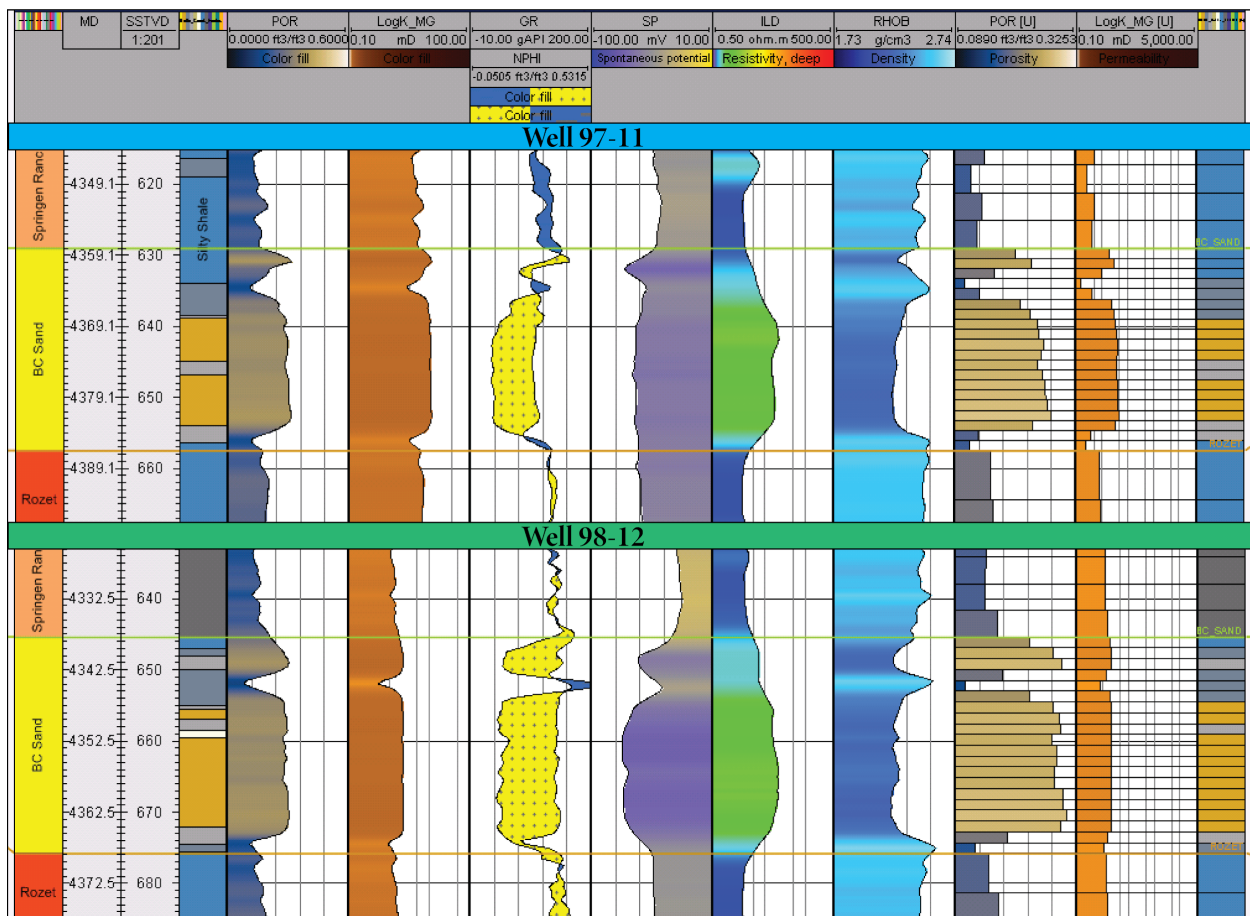 MD SSTVD POR LogK_MG GR SP ILD RHOB POR [U] LogK_MG [U]
1:201 0.0000 ft3/ft3 0.6000 0.10 mD 100.00 -10.00 gAPI 200.00 -100.00 mV 10.00 0.50 ohm.m 500.00 1.73 g/cm3 2.74 0.0890 ft3/ft3 0.3253 0.10 mD 5,000.00
Color fill Color fill NPHI Spontaneous potential Resistivity, deep Density Porosity Permeability
-0.0505 ft3/ft3 0.5315
Color fill
Color fill
Well 97-11
Springen Ranc
4349.1 620
Silty Shale
BC_SAND
4359.1 630
BC Sand
4369.1 640
4379.1 650
ROZET
4389.1 660
Rozet
Well 98-12
Springen Ran
4332.5 640
BC_SAND
4342.5 650
BC Sand
4352.5 660
4362.5 670
ROZET
4372.5 680
Rozet